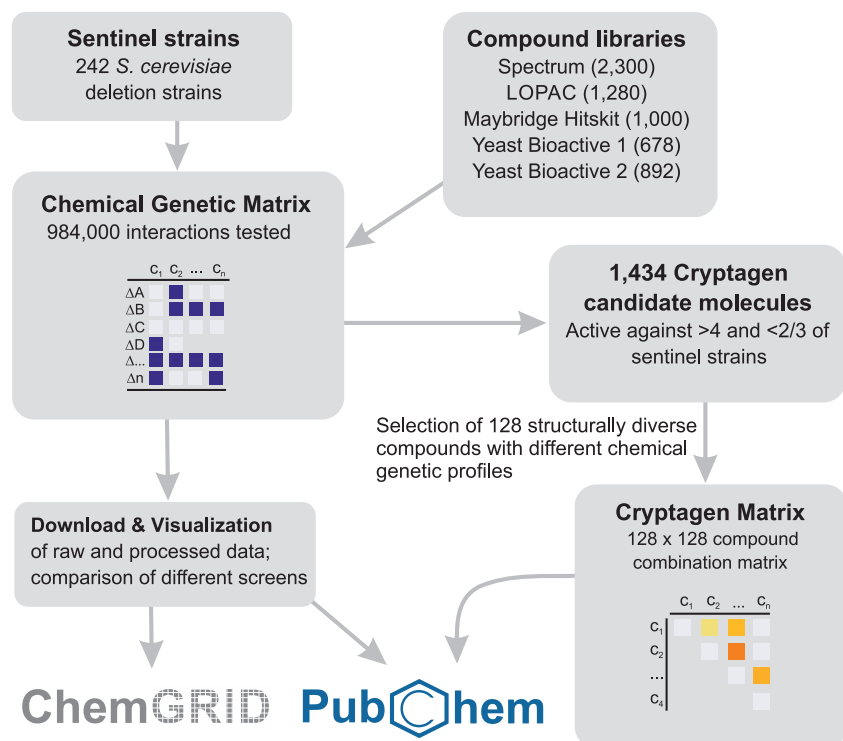 Sentinel strains
242 S. cerevisiae
deletion strains
Compound libraries
Spectrum (2,300)
LOPAC (1,280)
Maybridge Hitskit (1,000)
Yeast Bioactive 1 (678)
Yeast Bioactive 2 (892)
Chemical Genetic Matrix
984,000 interactions tested
c1 c2 ... cn
ΔA
ΔB
ΔC
ΔD
Δ...
Δn
1,434 Cryptagen
candidate molecules
Active against >4 and <2/3 of
sentinel strains
Selection of 128 structurally diverse
compounds with different chemical
genetic profiles
Download & Visualization
of raw and processed data;
comparison of different screens
Cryptagen Matrix
128 x 128 compound
combination matrix
c1 c2 ... cn
c1
c2
...
c4
ChemGRID
PubChem